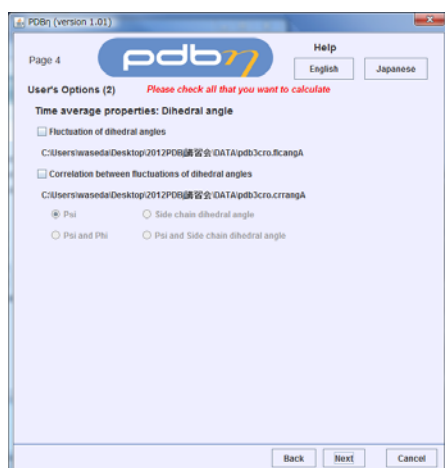 PDBη (version 1.01)
Page 4
pdbη
Help
English
Japanese
User's Options (2)
Please check all that you want to calculate
Time average properties: Dihedral angle
Fluctuation of dihedral angles
C:\Users\waseda\Desktop\2012PDBj講習会\DATA\pdb3cro.flcangA
Correlation between fluctuations of dihedral angles
C:\Users\waseda\Desktop\2012PDBj講習会\DATA\pdb3cro.crrangA
Psi
Side chain dihedral angle
Psi and Phi
Psi and Side chain dihedral angle
Back
Next
Cancel